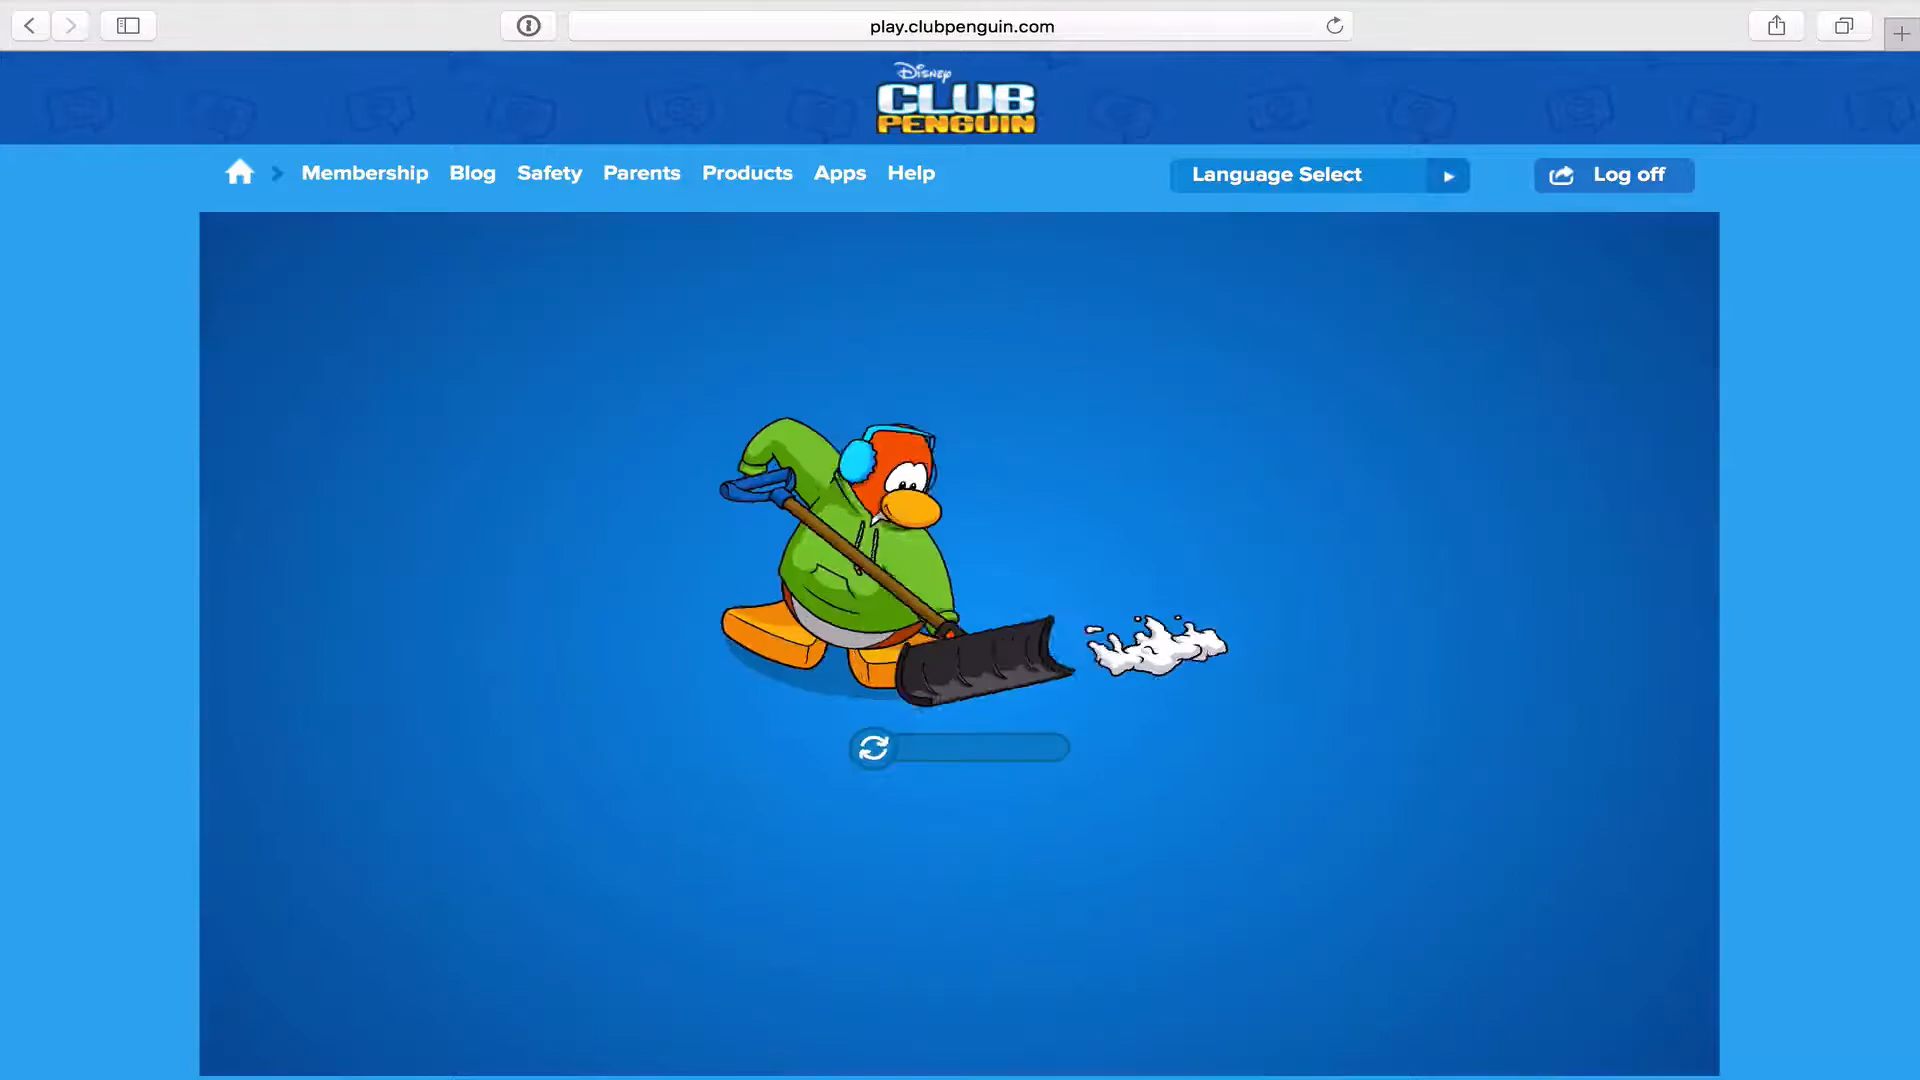 play.clubpenguin.com
Disney
CLUB
PENGUIN
Membership Blog Safety Parents Products Apps Help
Language Select
Log off